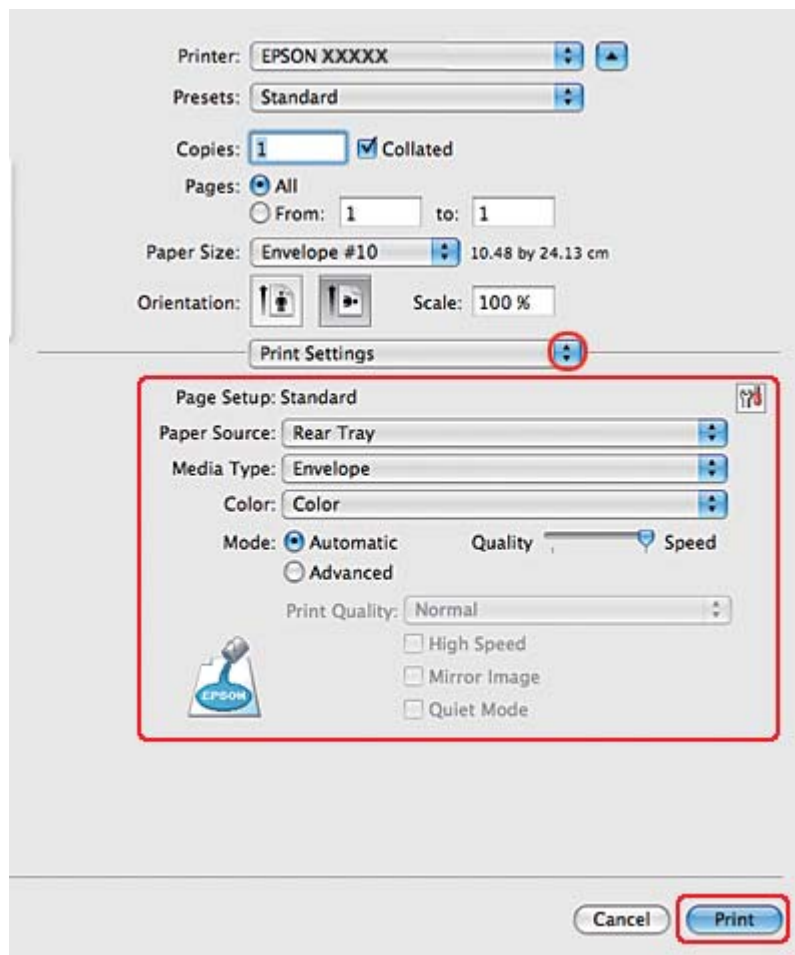 Printer: EPSON XXXXX
Presets: Standard
Copies: 1 Collated
Pages: All
From: 1 to: 1
Paper Size: Envelope #10 10.48 by 24.13 cm
Orientation: Scale: 100 %
Print Settings
Page Setup: Standard
Paper Source: Rear Tray
Media Type: Envelope
Color: Color
Mode: Automatic Quality Speed
Advanced
Print Quality: Normal
High Speed
Mirror Image
EPSON Quiet Mode
Cancel Print